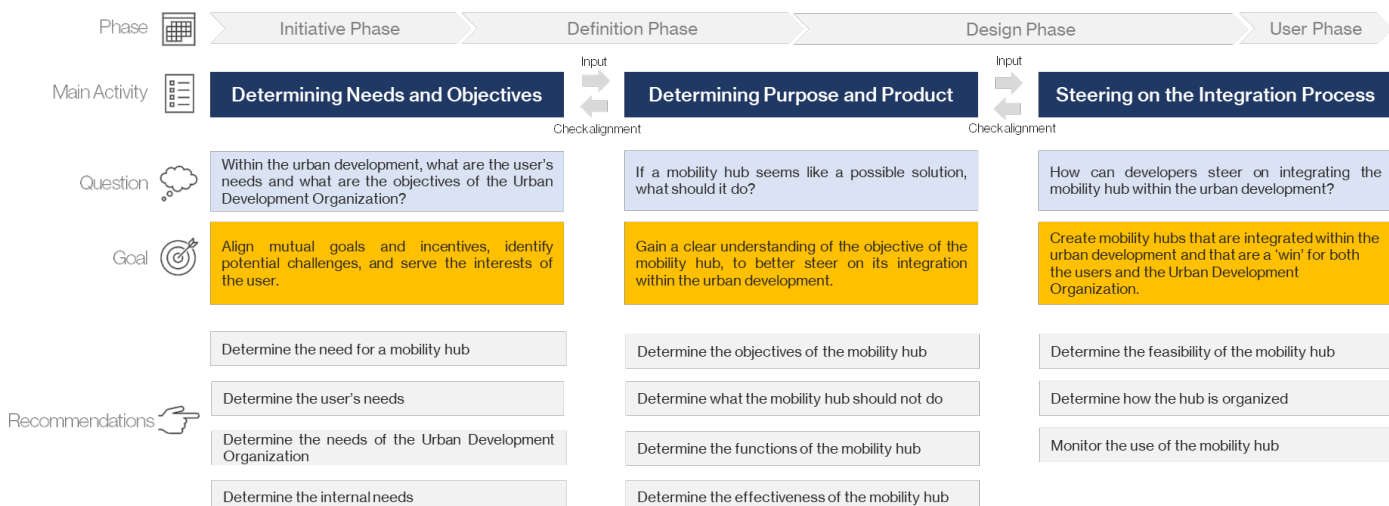 Phase
Initiative Phase
Definition Phase
Design Phase
User Phase
Main Activity
Determining Needs and Objectives
Input
Checkalignment
Determining Purpose and Product
Input
Checkalignment
Steering on the Integration Process
Question
Within the urban development, what are the user's
needs and what are the objectives of the Urban
Development Organization?
If a mobility hub seems like a possible solution,
what should it do?
How can developers steer on integrating the
mobility hub within the urban development?
Goal
Align mutual goals and incentives, identify
potential challenges, and serve the interests of
the user.
Gain a clear understanding of the objective of the
mobility hub, to better steer on its integration
within the urban development.
Create mobility hubs that are integrated within the
urban development and that are a 'win' for both
the users and the Urban Development
Organization.
Recommendations
Determine the need for a mobility hub
Determine the user's needs
Determine the needs of the Urban Development
Organization
Determine the internal needs
Determine the objectives of the mobility hub
Determine what the mobility hub should not do
Determine the functions of the mobility hub
Determine the effectiveness of the mobility hub
Determine the feasibility of the mobility hub
Determine how the hub is organized
Monitor the use of the mobility hub